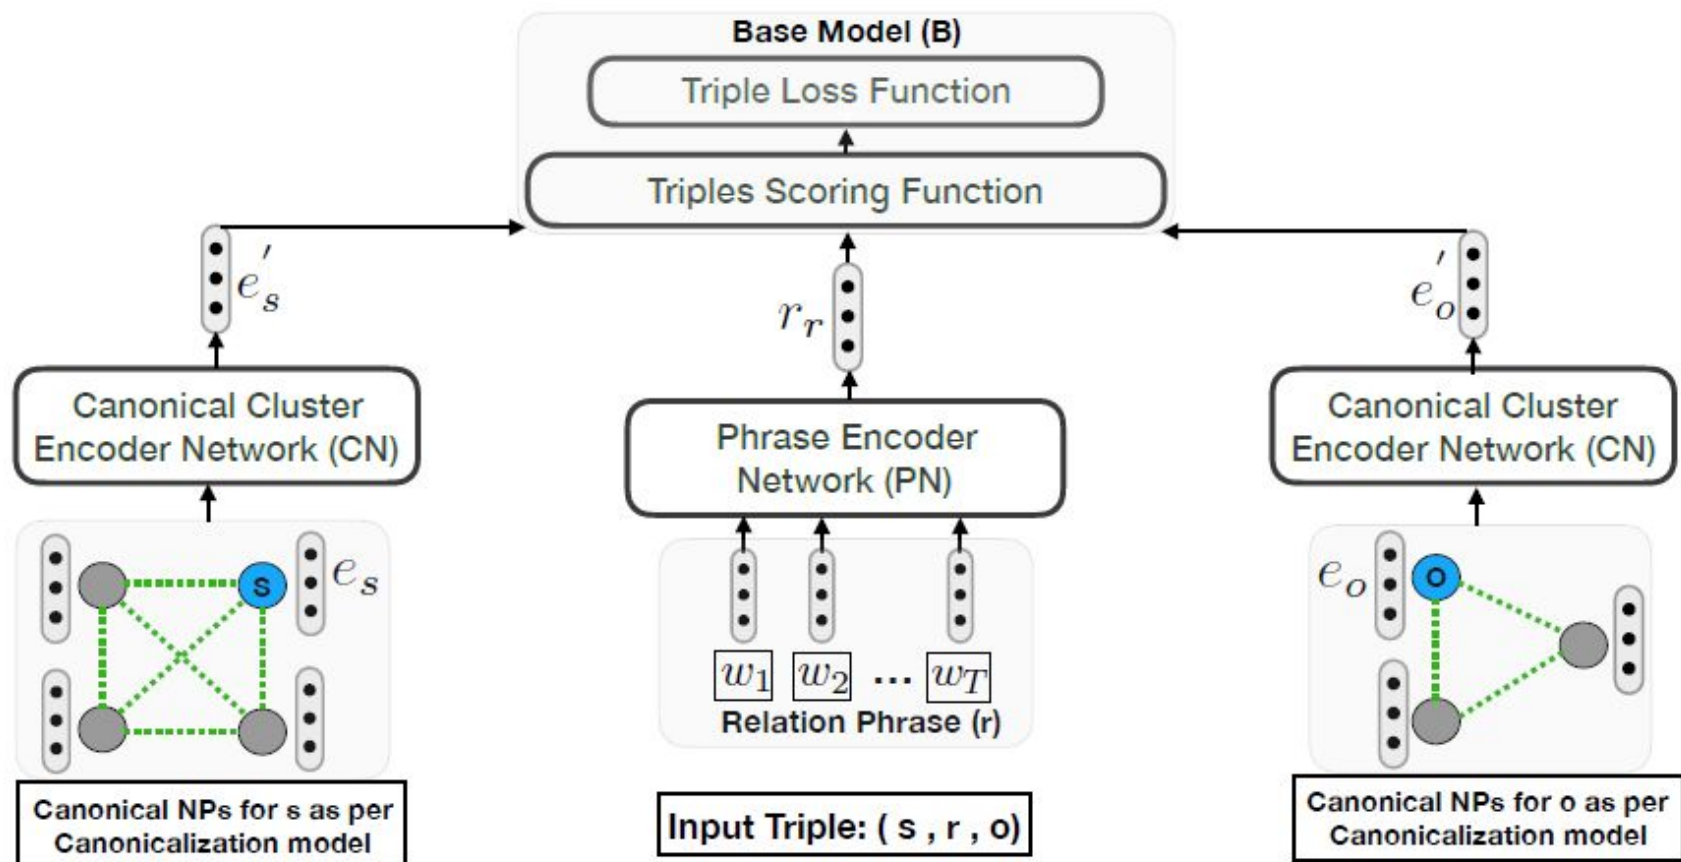 Base Model (B)
Triple Loss Function
Triples Scoring Function
e's
rr
e'o
Canonical Cluster
Encoder Network (CN)
Phrase Encoder
Network (PN)
Canonical Cluster
Encoder Network (CN)
s
es
w1 w2 ... wT
Relation Phrase (r)
eo
o
Canonical NPs for s as per
Canonicalization model
Input Triple: ( s , r , o)
Canonical NPs for o as per
Canonicalization model